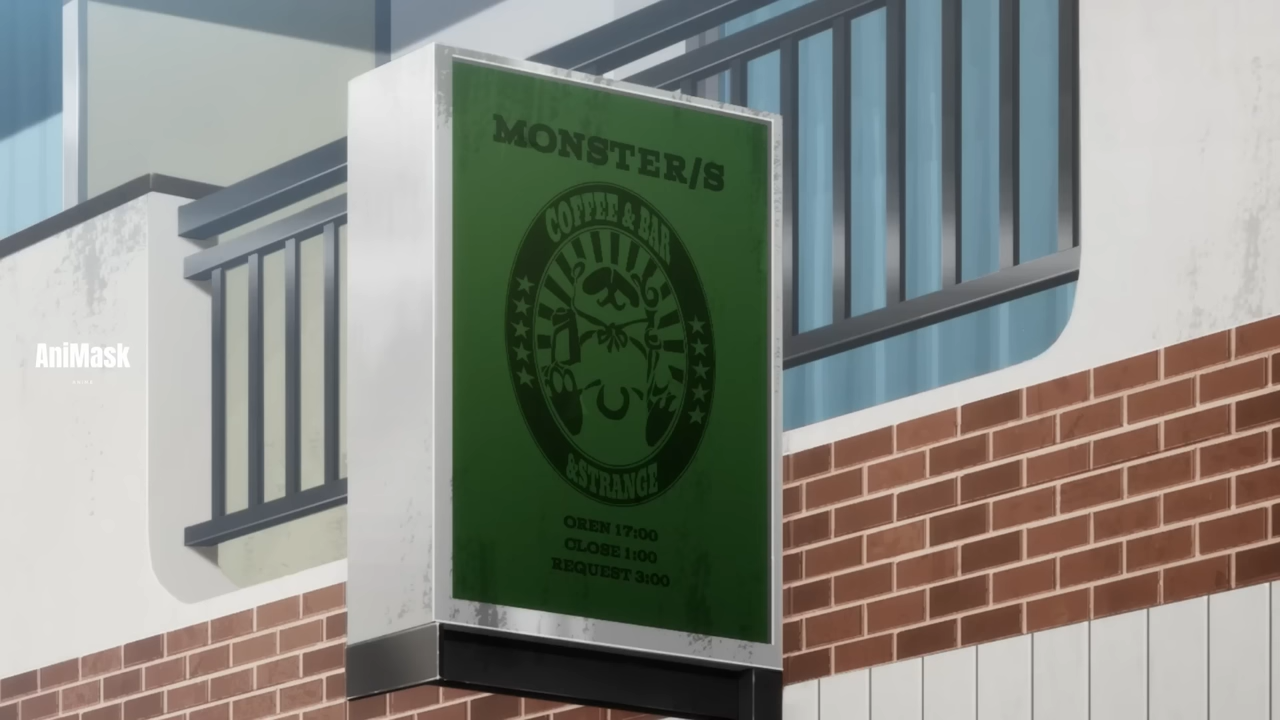 MONSTER/S
COFFEE & BAR
&STRANGE
OREN 17:00
CLOSE 1:00
REQUEST 3:00
AniMask